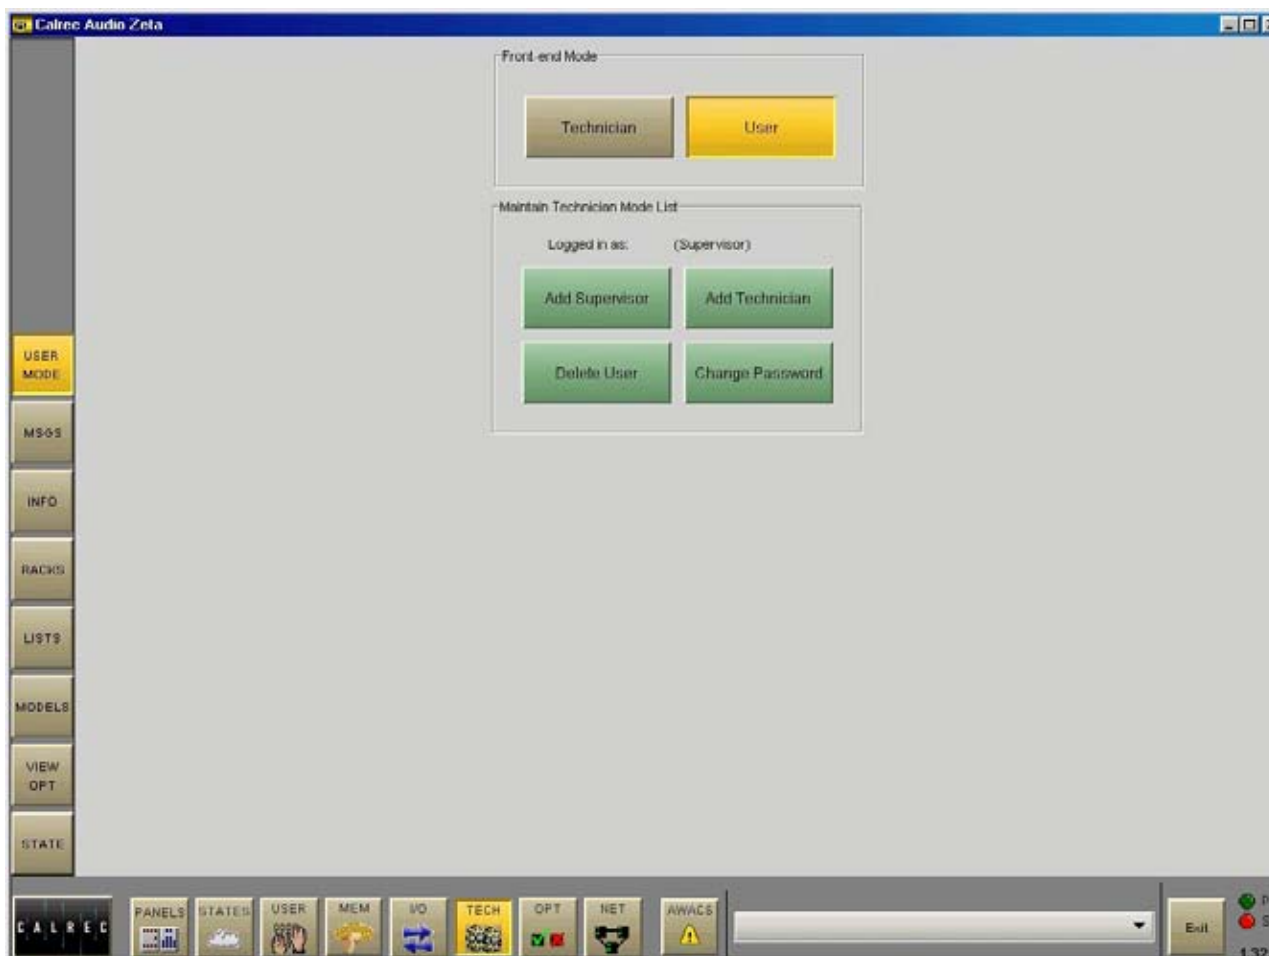 Calrec Audio Zeta
Front-end Mode
Technician
User
Maintain Technician Mode List
Logged in as: (Supervisor)
Add Supervisor
Add Technician
Delete User
Change Password
USER
MODE
MSGS
INFO
RACKS
LISTS
MODELS
VIEW
OPT
STATE
CALREC
PANELS
STATES
USER
MEM
I/O
TECH
OPT
NET
AWACS
Exit
P
S
1.32